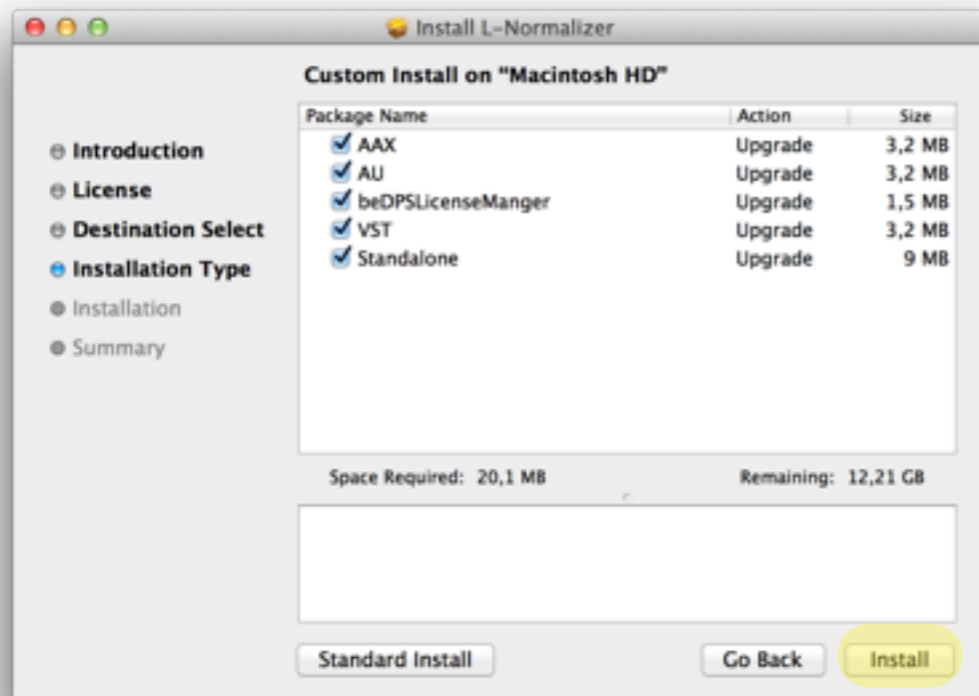 Install L-Normalizer
Custom Install on “Macintosh HD”
Introduction
License
Destination Select
Installation Type
Installation
Summary
Package Name Action Size
AAX Upgrade 3,2 MB
AU Upgrade 3,2 MB
beDPSLicenseManger Upgrade 1,5 MB
VST Upgrade 3,2 MB
Standalone Upgrade 9 MB
Space Required: 20,1 MB Remaining: 12,21 GB
Standard Install Go Back Install